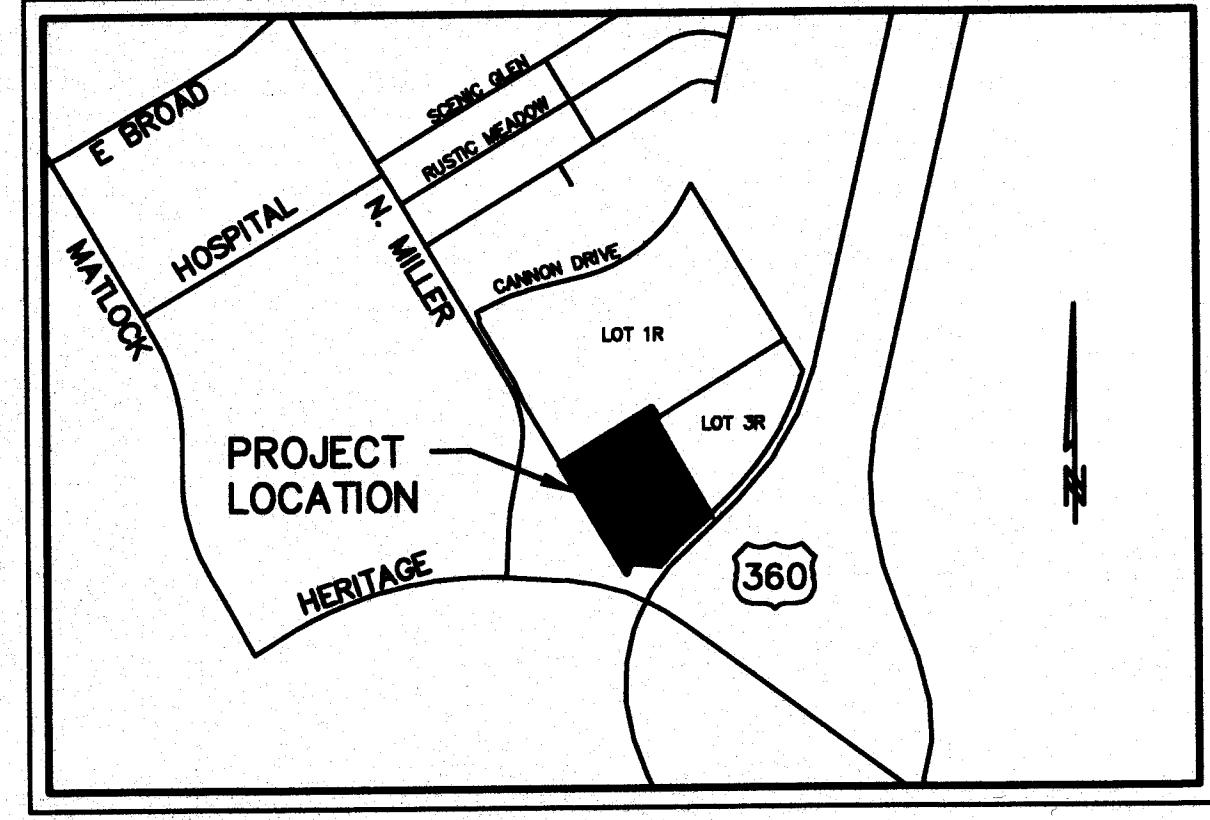 SCENIC GLEN
E BROAD
RUSTIC MEADOW
HOSPITAL
N. MILLER
MATLOCK
CANNON DRIVE
LOT 1R
LOT 3R
PROJECT
LOCATION
N
360
HERITAGE